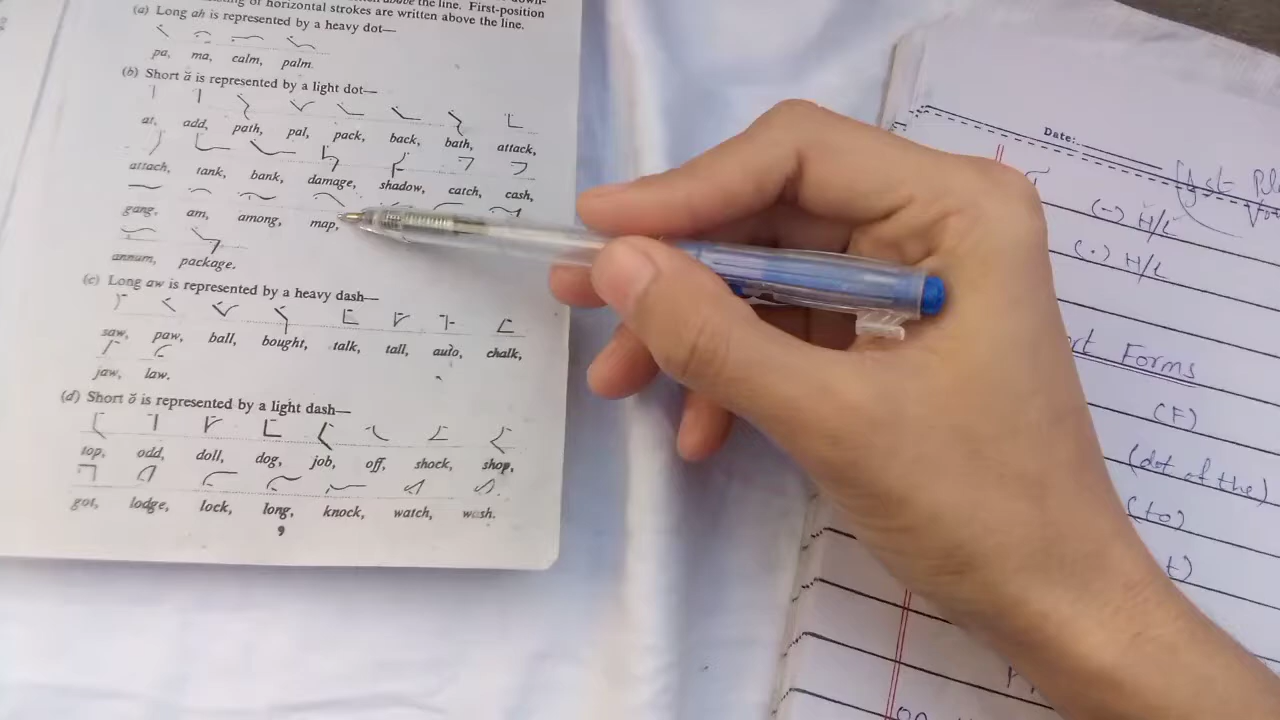 above the line. First-position
of horizontal strokes are written above the line.
(a) Long ah is represented by a heavy dot—
pa, ma, calm, palm.
(b) Short ă is represented by a light dot—
at, add, path, pal, pack, back, bath, attack,
attach, tank, bank, damage, shadow, catch, cash,
gang, am, among, map,
annum, package.
(c) Long aw is represented by a heavy dash—
saw, paw, ball, bought, talk, tall, auto, chalk,
jaw, law.
(d) Short ŏ is represented by a light dash—
top, odd, doll, dog, job, off, shock, shop,
got, lodge, lock, long, knock, watch, wash.
Date:
(-) H/L
(.) H/L
Forms
(F)
(dot of the)
(to)